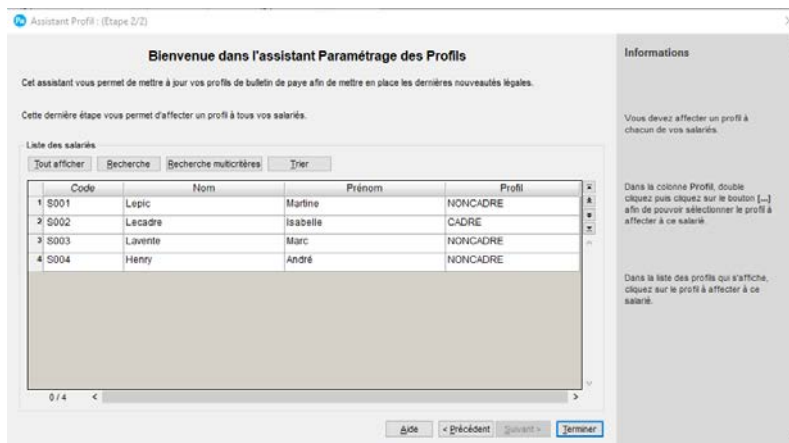 Pa Assistant Profil : (Etape 2/2)
Bienvenue dans l'assistant Paramétrage des Profils
Cet assistant vous permet de mettre à jour vos profils de bulletin de paye afin de mettre en place les dernières nouveautés légales.
Cette dernière étape vous permet d'affecter un profil à tous vos salariés.
Liste des salariés
Tout afficher Recherche Recherche multicritères Trier
Code Nom Prénom Profil
1 S001 Lepic Martine NONCADRE
2 S002 Lecadre Isabelle CADRE
3 S003 Lavente Marc NONCADRE
4 S004 Henry André NONCADRE
0/4
Aide < Précédent Suivant > Terminer
Informations
Vous devez affecter un profil à
chacun de vos salariés.
Dans la colonne Profil, double
cliquez puis cliquez sur le bouton [...]
afin de pouvoir sélectionner le profil à
affecter à ce salarié.
Dans la liste des profils qui s'affiche,
cliquez sur le profil à affecter à ce
salarié.